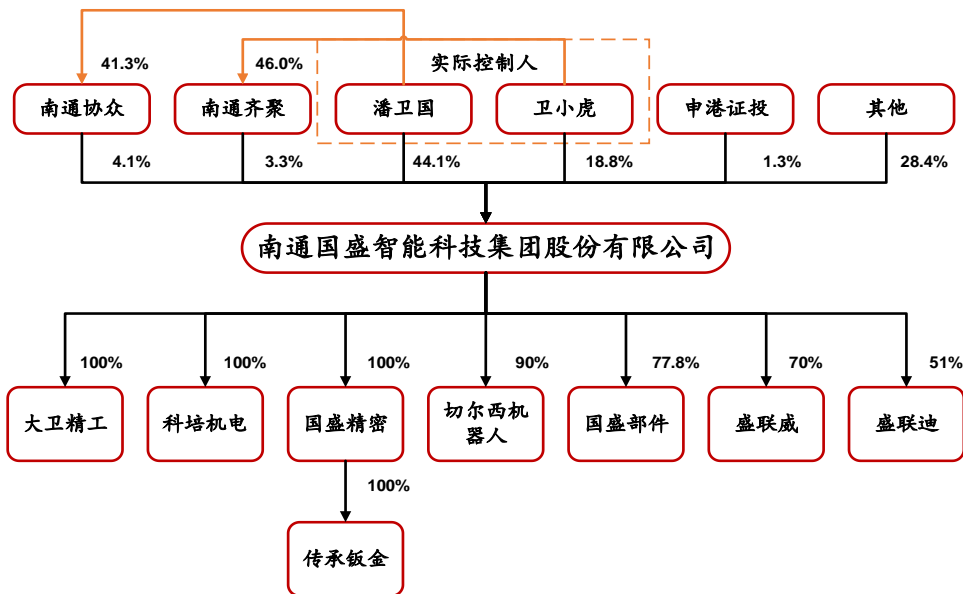 实际控制人
41.3%
46.0%
南通协众
南通齐聚
潘卫国
卫小虎
申港证投
其他
4.1%
3.3%
44.1%
18.8%
1.3%
28.4%
南通国盛智能科技集团股份有限公司
100%
100%
100%
90%
77.8%
70%
51%
大卫精工
科培机电
国盛精密
切尔西机
器人
国盛部件
盛联威
盛联迪
100%
传承钣金